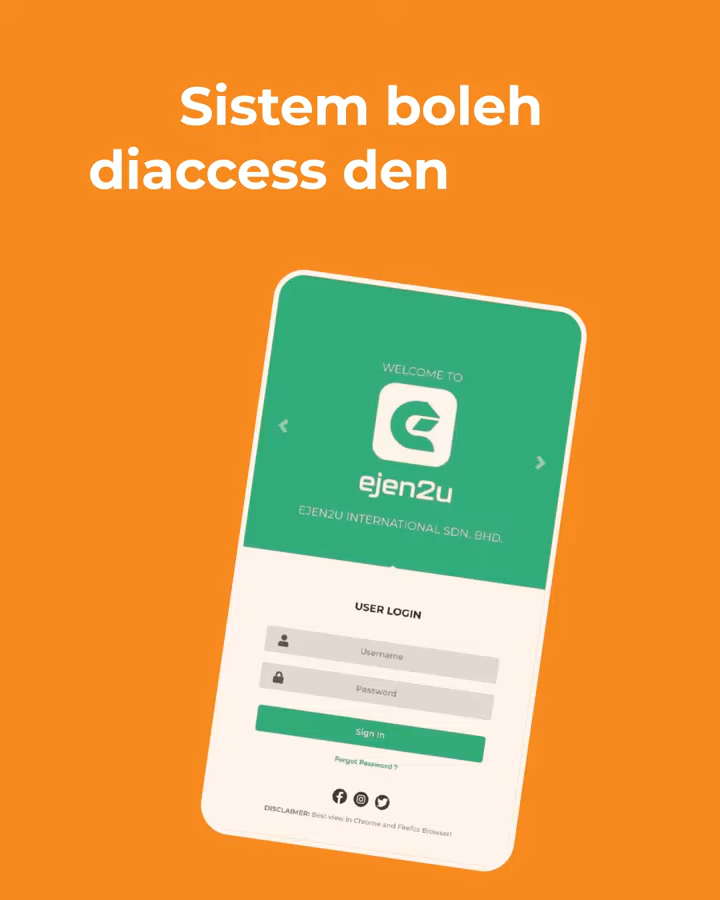 Sistem boleh
diaccess den
WELCOME TO
ejen2u
EJEN2U INTERNATIONAL SDN. BHD.
USER LOGIN
Username
Password
Sign In
Forgot Password ?
DISCLAIMER: Best view in Chrome and Firefox Browser!